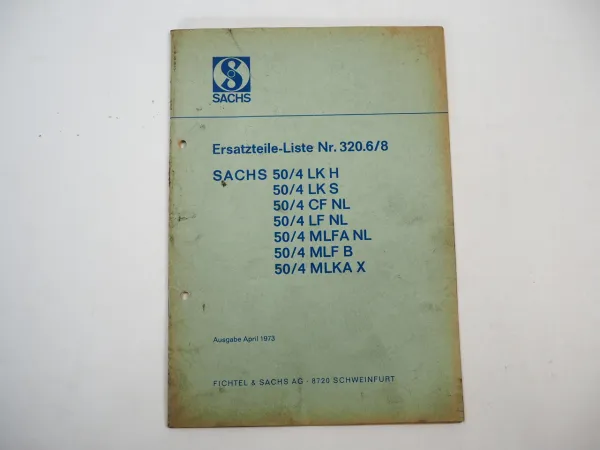 SACHS
Ersatzteile-Liste Nr. 320.6/8
SACHS 50/4 LK H
50/4 LK S
50/4 CF NL
50/4 LF NL
50/4 MLFA NL
50/4 MLF B
50/4 MLKA X
Ausgabe April 1973
FICHTEL & SACHS AG · 8720 SCHWEINFURT